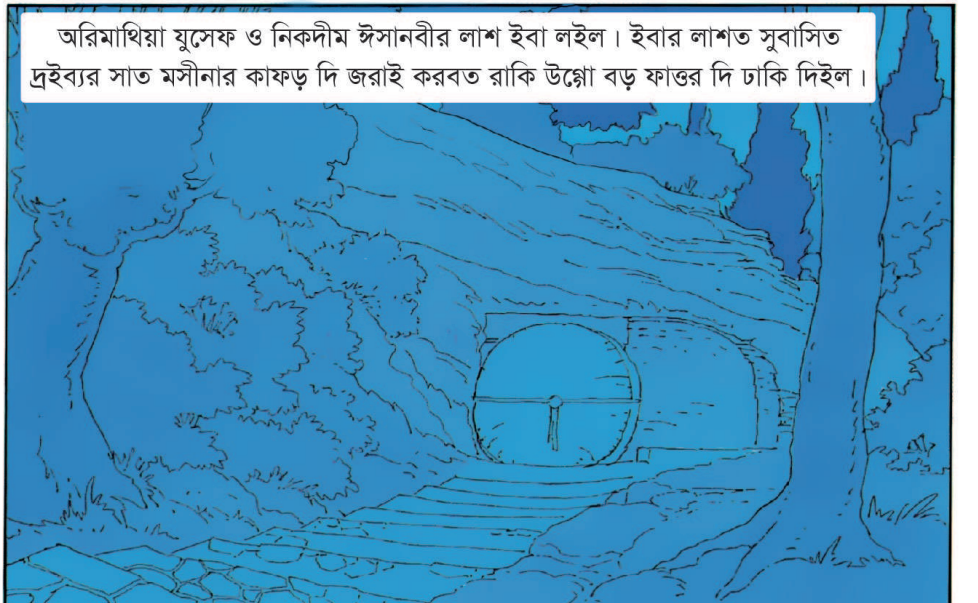 অরিমাথিয়া যুসেফ ও নিকদীম ঈসানবীর লাশ ইবা লইল। ইবার লাশত সুবাসিত
দ্রইব্যর সাত মসীনার কাফড় দি জরাই করবত রাকি উগ্গো বড় ফাত্তর দি ঢাকি দিইল।